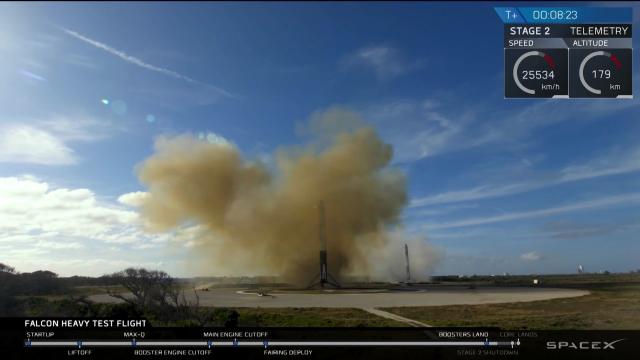 T+ 00:08:23
STAGE 2 TELEMETRY
SPEED ALTITUDE
25534 179
km/h km
FALCON HEAVY TEST FLIGHT
STARTUP MAX-Q MAIN ENGINE CUTOFF BOOSTERS LAND CORE LANDS
LIFTOFF BOOSTER ENGINE CUTOFF FAIRING DEPLOY STAGE 2 SHUTDOWN
SPACEX